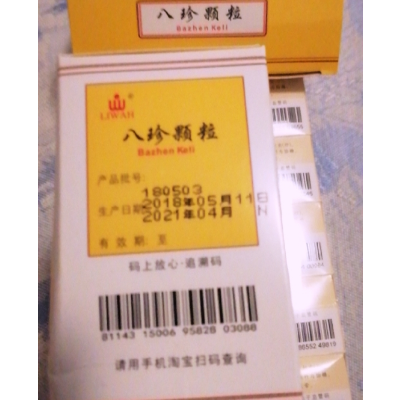 八珍颗粒
Bazhen Keli
LIWAH
八珍颗粒
Bazhen Keli
产品批号: 180503
生产日期: 2018年05月11日
有效期: 至 2021年04月
码上放心·追溯码
81143 15006 95828 03088
请用手机淘宝扫码查询